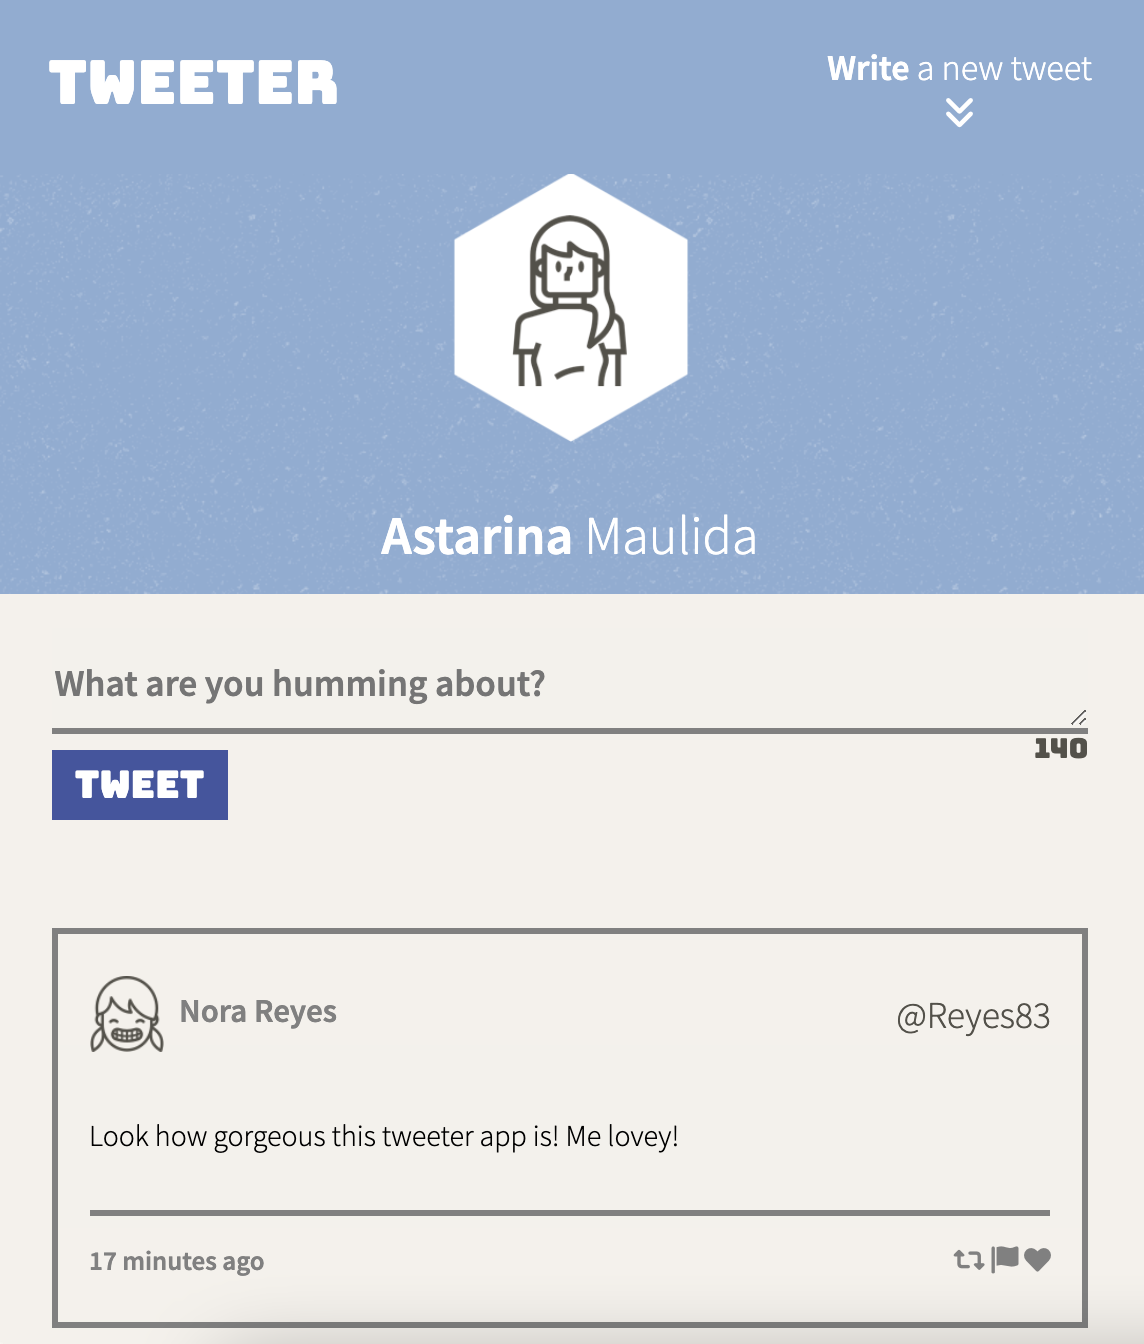 TWEETER
Write a new tweet
Astarina Maulida
What are you humming about?
140
TWEET
Nora Reyes
@Reyes83
Look how gorgeous this tweeter app is! Me lovey!
17 minutes ago